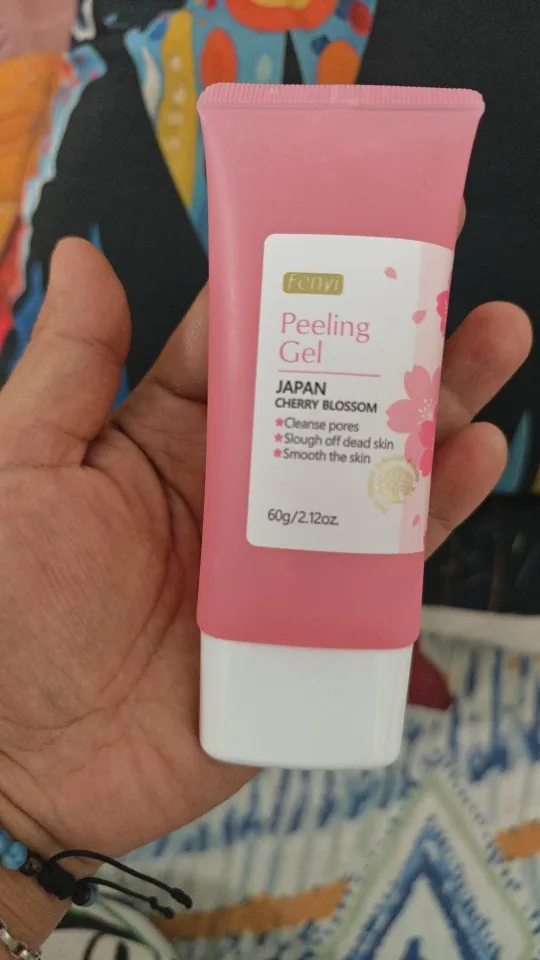 Fenyi
Peeling
Gel
JAPAN
CHERRY BLOSSOM
*Cleanse pores
*Slough off dead skin
*Smooth the skin
60g/2.12oz.